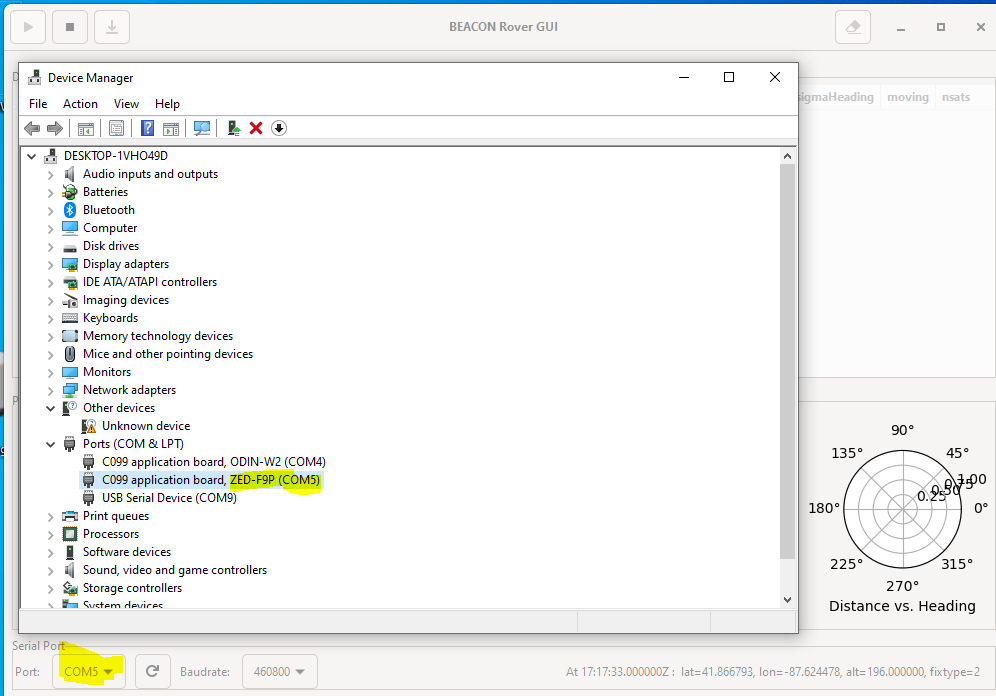 BEACON Rover GUI
Device Manager
File Action View Help
sigmaHeading moving nsats
DESKTOP-1VHO49D
Audio inputs and outputs
Batteries
Bluetooth
Computer
Disk drives
Display adapters
IDE ATA/ATAPI controllers
Imaging devices
Keyboards
Memory technology devices
Mice and other pointing devices
Monitors
Network adapters
Other devices
Unknown device
Ports (COM & LPT)
C099 application board, ODIN-W2 (COM4)
C099 application board, ZED-F9P (COM5)
USB Serial Device (COM9)
Print queues
Processors
Software devices
Sound, video and game controllers
Storage controllers
System devices
90°
135° 45°
1.00
0.75
0.50
0.25
180° 0°
225° 315°
270°
Distance vs. Heading
Serial Port
Port: COM5 Baudrate: 460800 At 17:17:33.000000Z : lat=41.866793, lon=-87.624478, alt=196.000000, fixtype=2